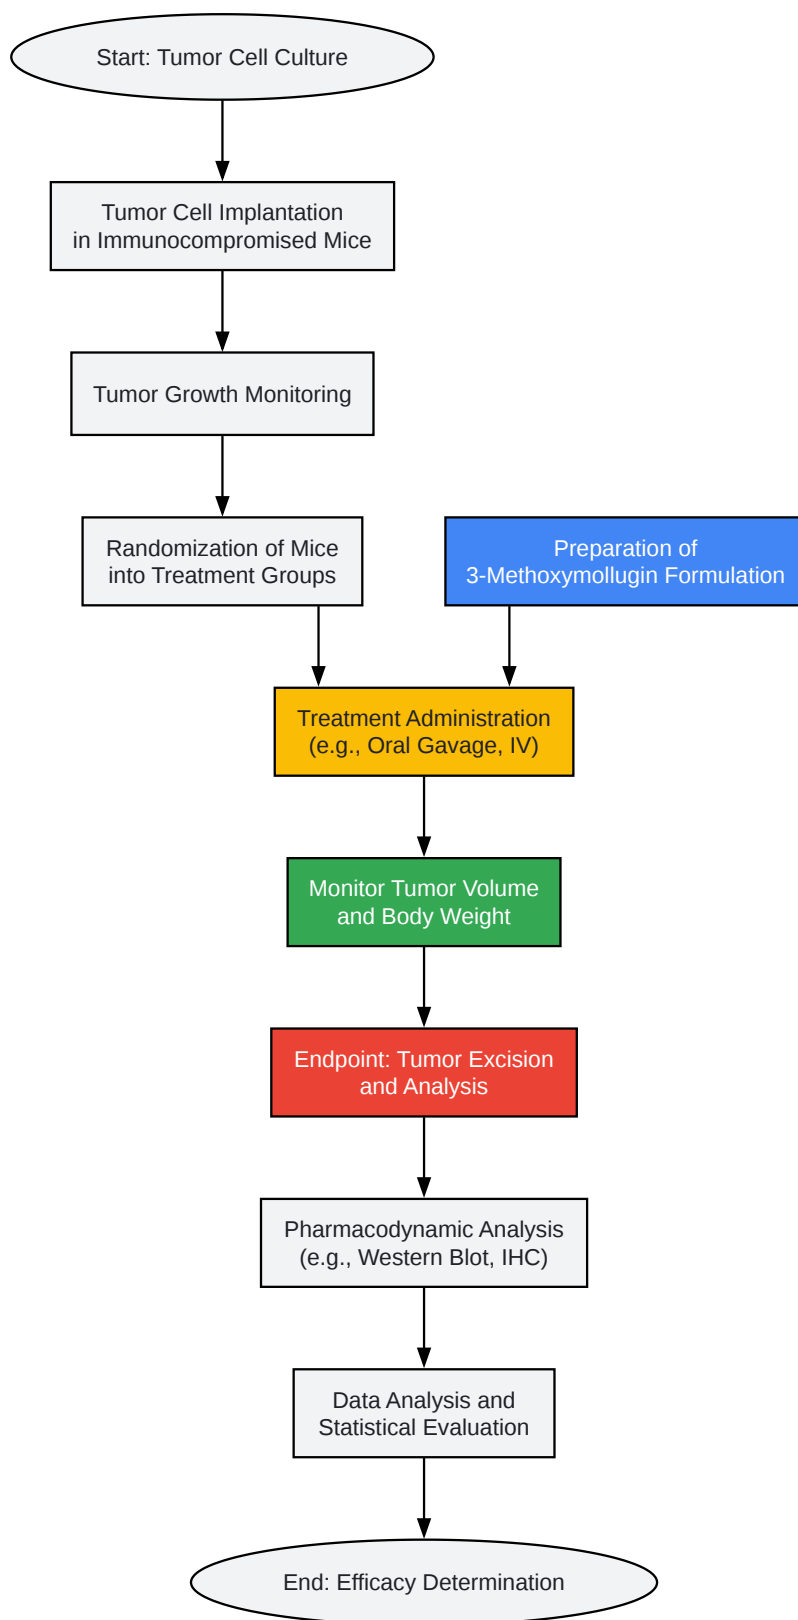 Start: Tumor Cell Culture
Tumor Cell Implantation
in Immunocompromised Mice
Tumor Growth Monitoring
Randomization of Mice
into Treatment Groups
Preparation of
3-Methoxymollugin Formulation
Treatment Administration
(e.g., Oral Gavage, IV)
Monitor Tumor Volume
and Body Weight
Endpoint: Tumor Excision
and Analysis
Pharmacodynamic Analysis
(e.g., Western Blot, IHC)
Data Analysis and
Statistical Evaluation
End: Efficacy Determination